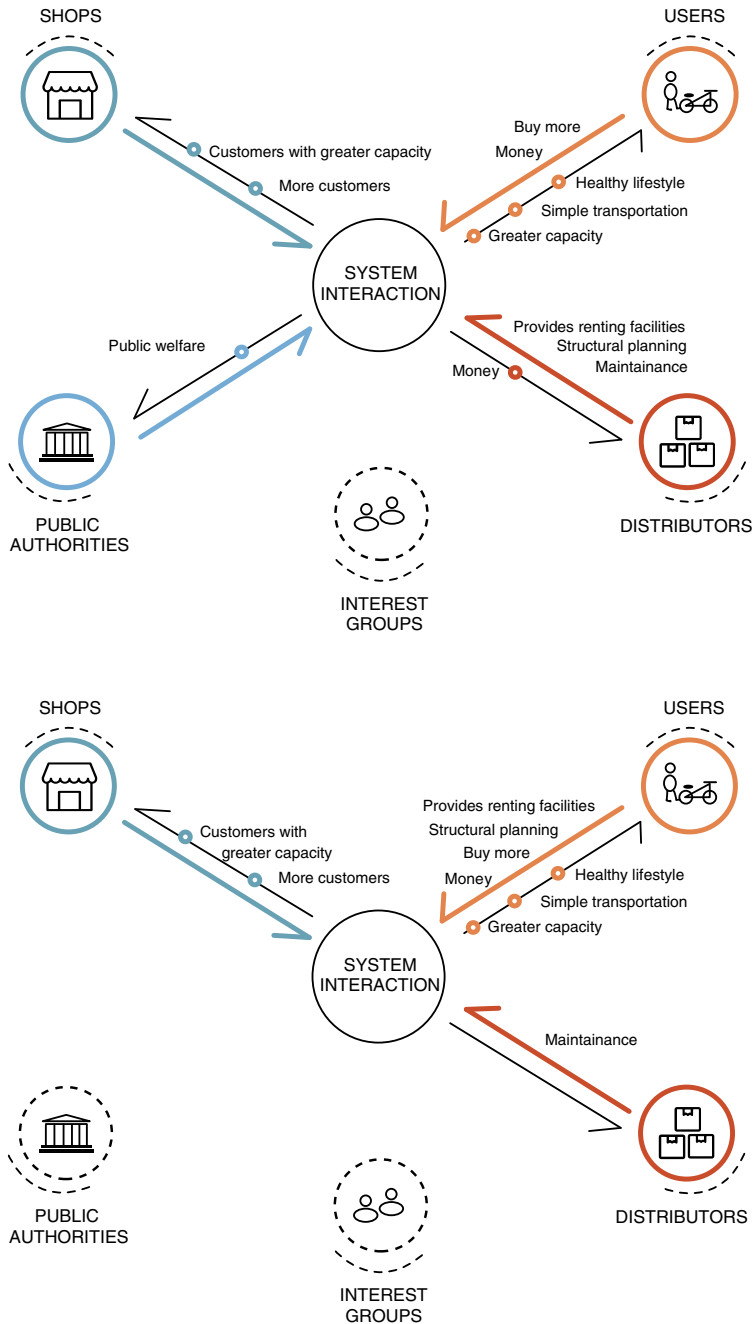 SHOPS
USERS
Buy more
Money
Customers with greater capacity
More customers
Healthy lifestyle
Simple transportation
Greater capacity
SYSTEM
INTERACTION
Public welfare
Provides renting facilities
Structural planning
Maintainance
Money
PUBLIC
AUTHORITIES
DISTRIBUTORS
INTEREST
GROUPS
SHOPS
USERS
Provides renting facilities
Structural planning
Buy more
Money
Customers with
greater capacity
More customers
Healthy lifestyle
Simple transportation
Greater capacity
SYSTEM
INTERACTION
Maintainance
PUBLIC
AUTHORITIES
DISTRIBUTORS
INTEREST
GROUPS